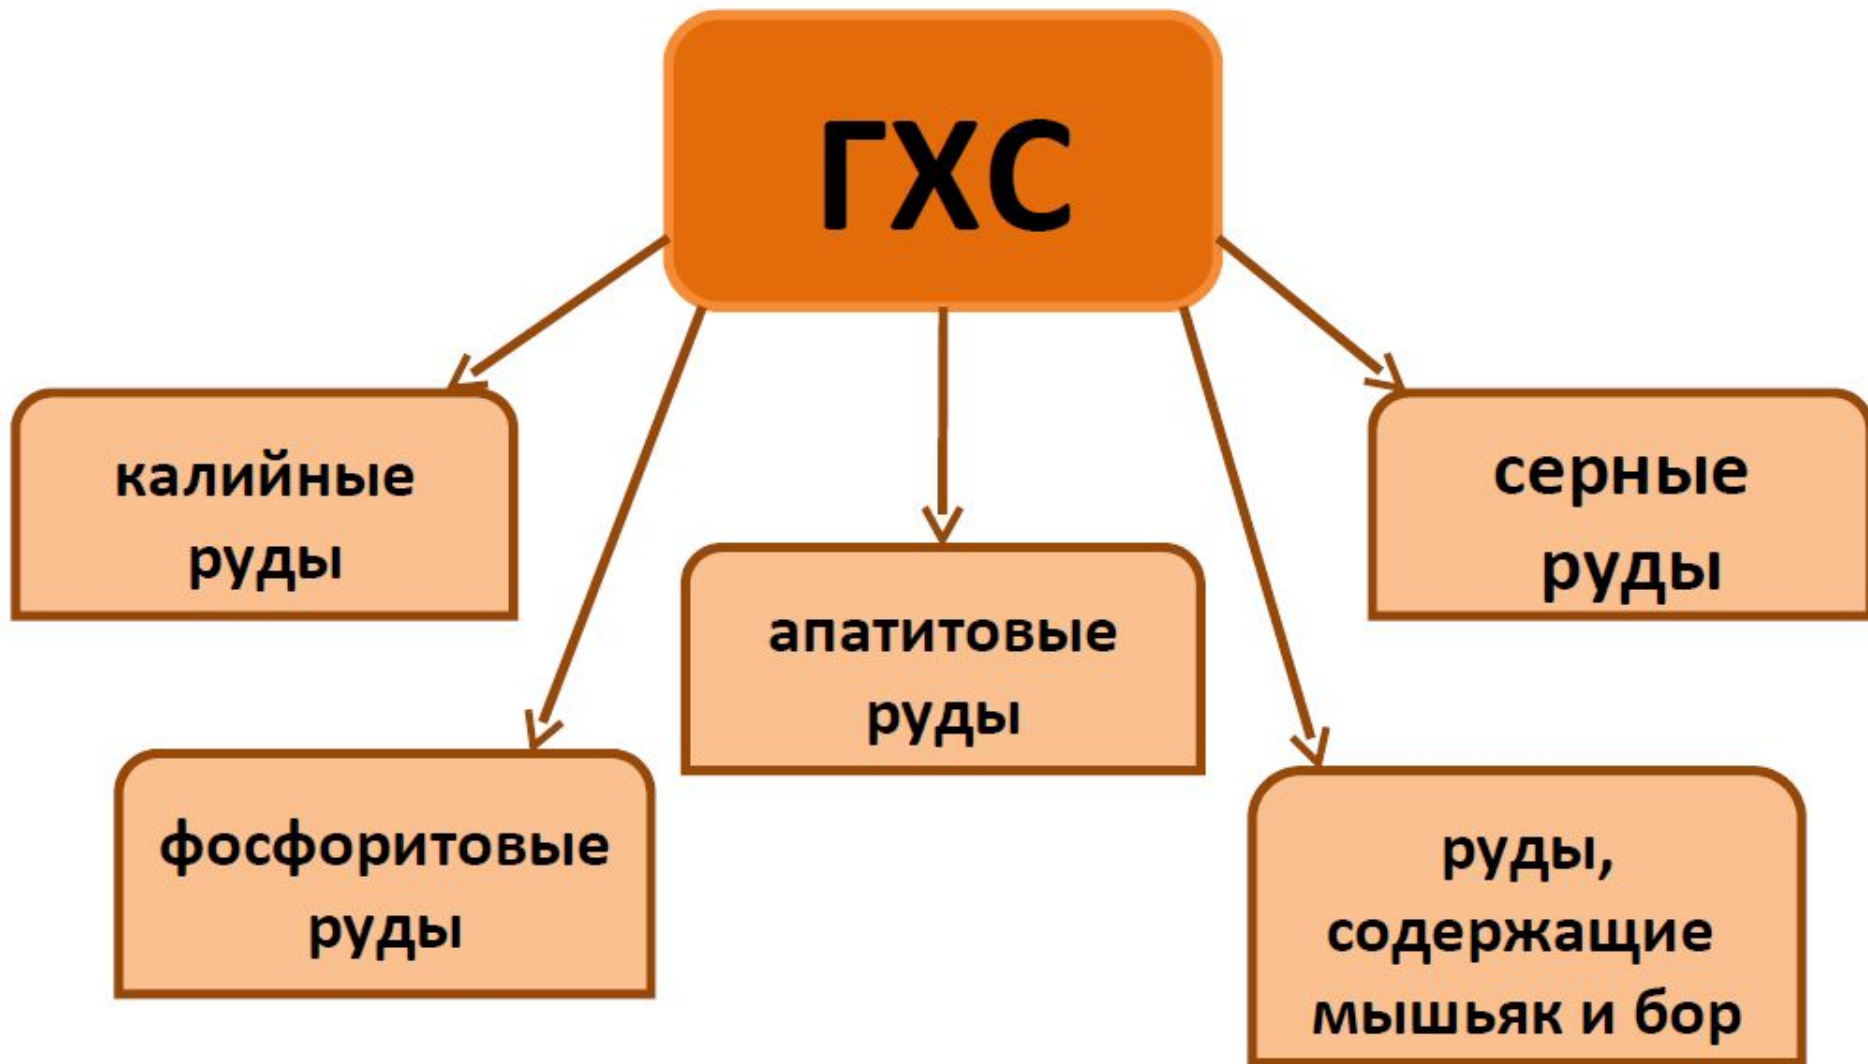 ГХС
калийные
руды
серные
руды
апатитовые
руды
фосфоритовые
руды
руды,
содержащие
мышьяк и бор